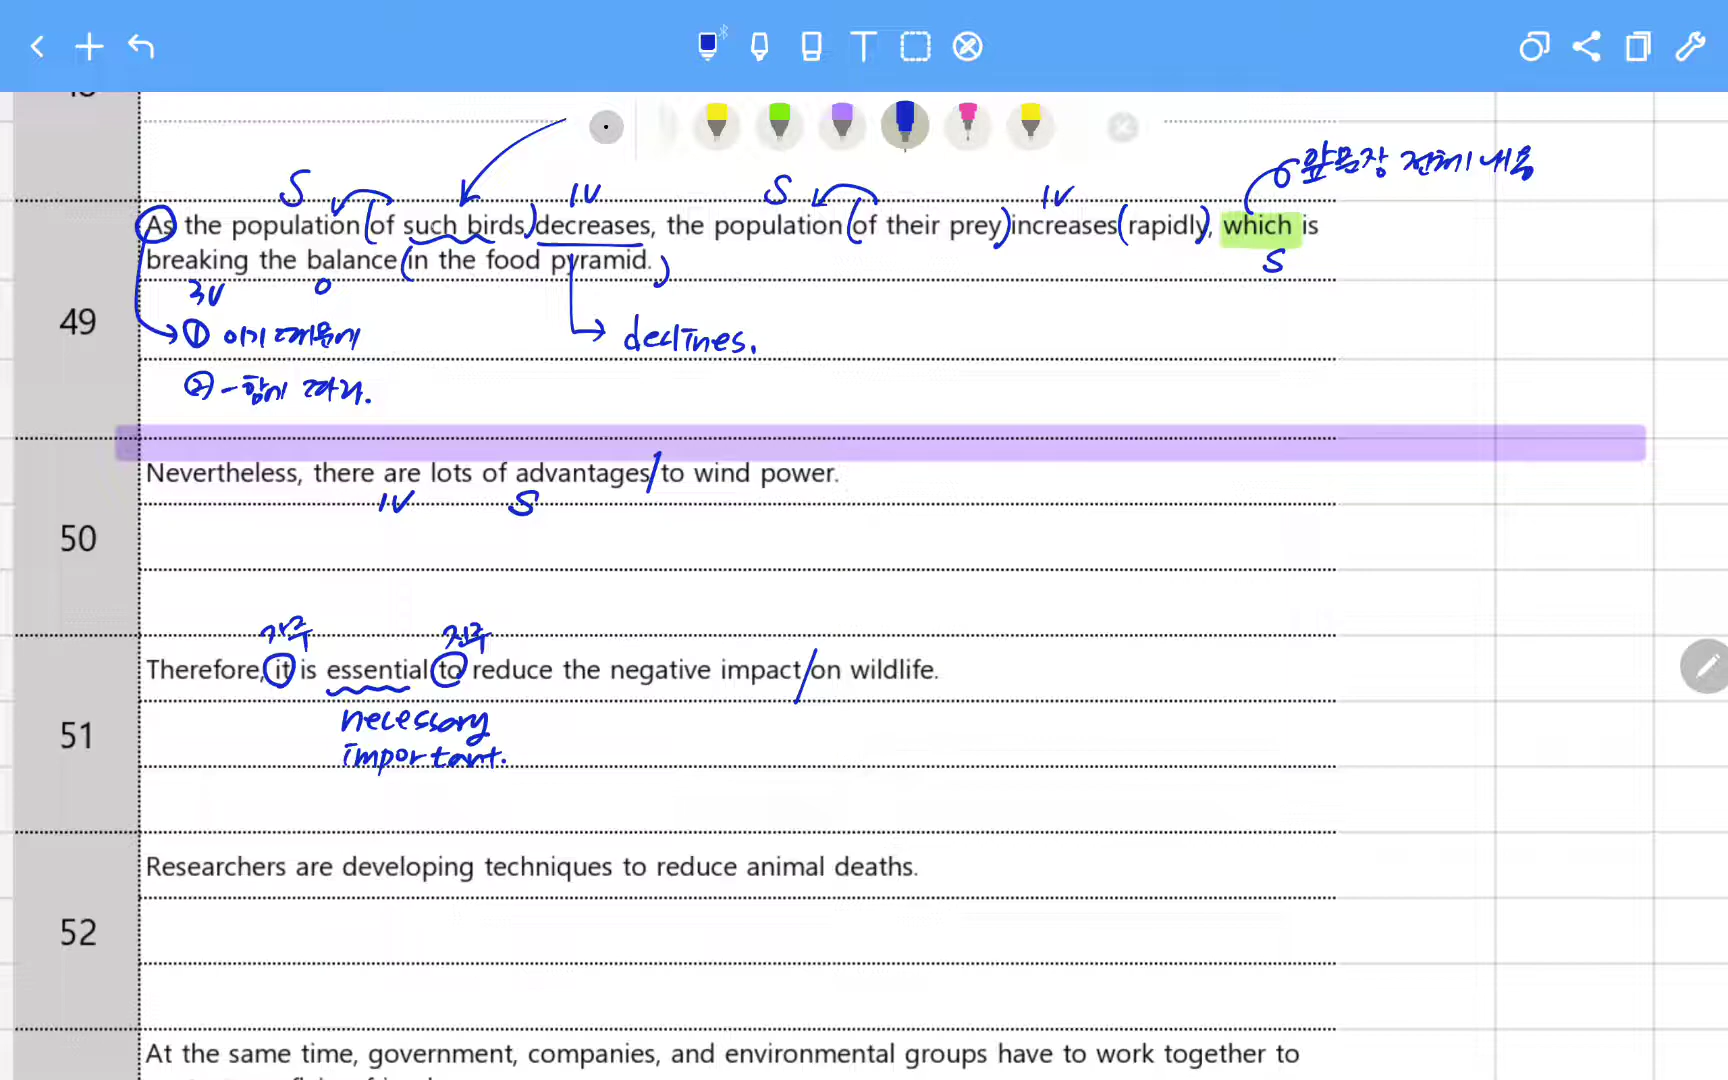 S 1V S 1V 앞문장 전체 내용
As the population of such birds decreases, the population of their prey increases rapidly, which is
breaking the balance in the food pyramid.
S
3V O
49
① 이기 때문에
declines.
② -함에 따라.
Nevertheless, there are lots of advantages to wind power.
1V S
50
가주 진주
Therefore, it is essential to reduce the negative impact on wildlife.
necessary
51
important.
Researchers are developing techniques to reduce animal deaths.
52
At the same time, government, companies, and environmental groups have to work together to